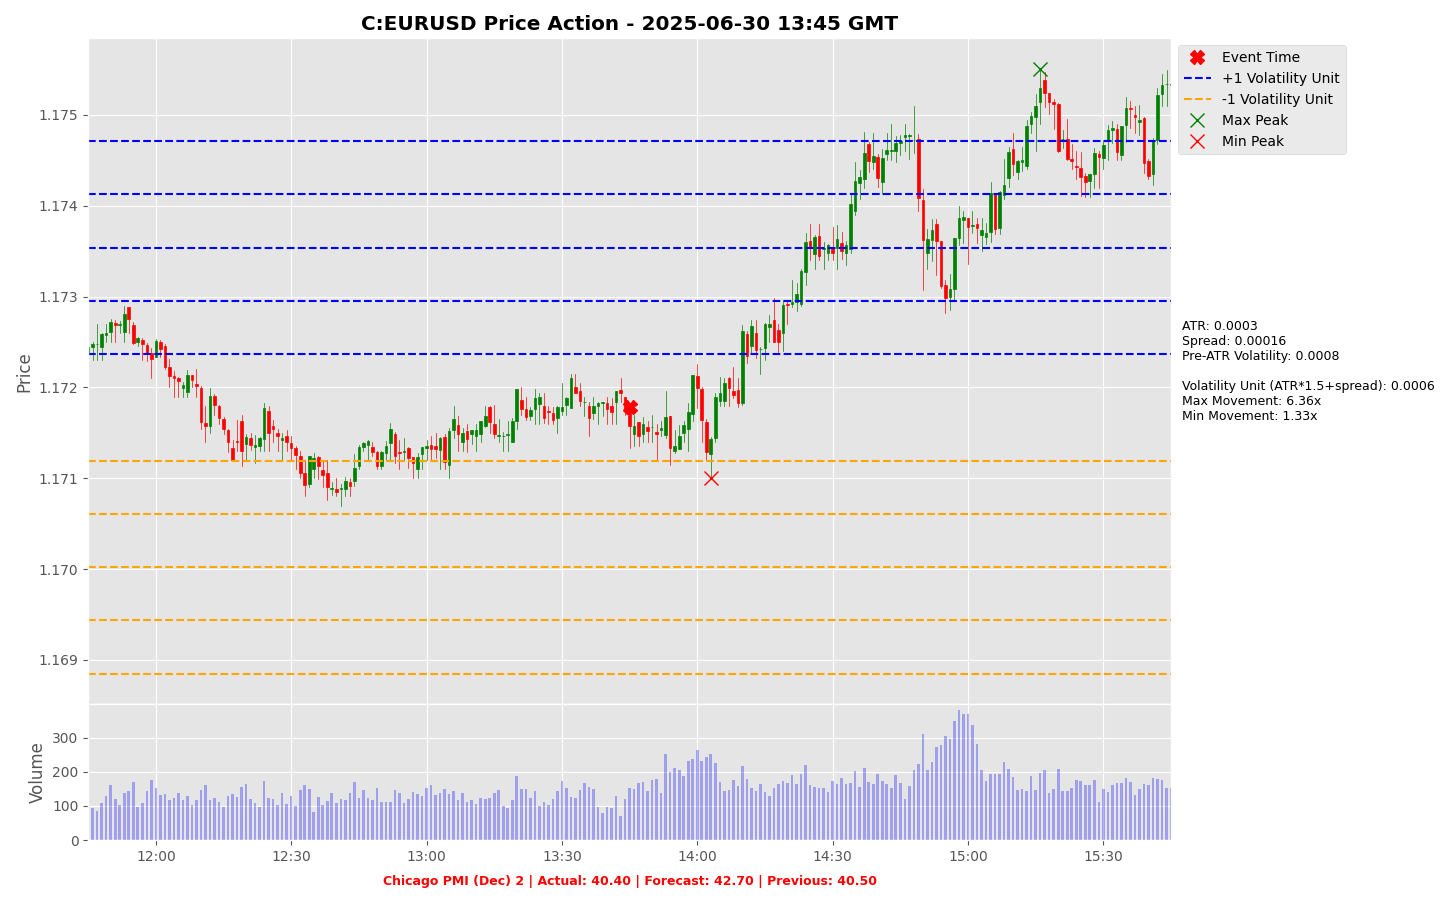 C:EURUSD Price Action - 2025-06-30 13:45 GMT
Event Time
+1 Volatility Unit
-1 Volatility Unit
Max Peak
Min Peak
1.175
1.174
1.173
1.172
1.171
1.170
1.169
Price
ATR: 0.0003
Spread: 0.00016
Pre-ATR Volatility: 0.0008
Volatility Unit (ATR*1.5+spread): 0.0006
Max Movement: 6.36x
Min Movement: 1.33x
300
200
100
0
Volume
12:00
12:30
13:00
13:30
14:00
14:30
15:00
15:30
Chicago PMI (Dec) 2 | Actual: 40.40 | Forecast: 42.70 | Previous: 40.50